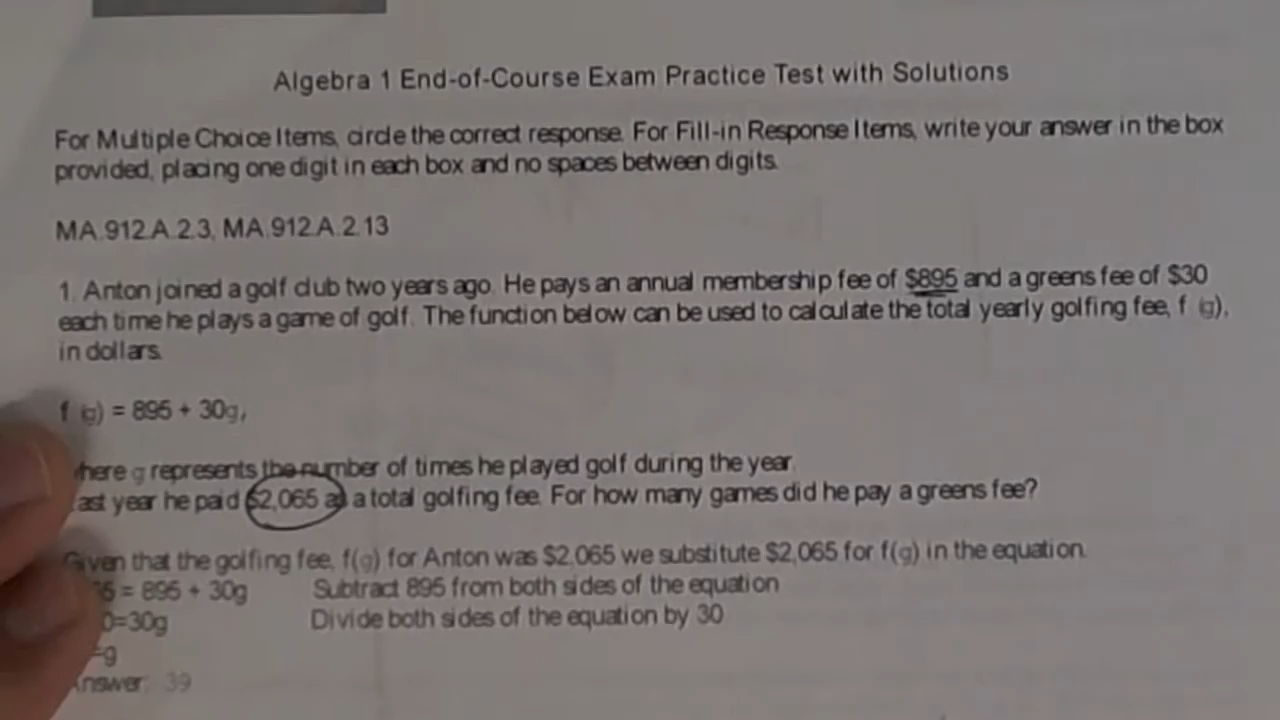 Algebra 1 End-of-Course Exam Practice Test with Solutions
For Multiple Choice Items, circle the correct response. For Fill-in Response Items, write your answer in the box
provided, placing one digit in each box and no spaces between digits.
MA.912.A.2.3, MA.912.A.2.13
1. Anton joined a golf club two years ago. He pays an annual membership fee of $895 and a greens fee of $30
each time he plays a game of golf. The function below can be used to calculate the total yearly golfing fee, f (g),
in dollars.
f (g) = 895 + 30g,
here g represents the number of times he played golf during the year.
ast year he paid $2,065 as a total golfing fee. For how many games did he pay a greens fee?
Given that the golfing fee, f(g) for Anton was $2,065 we substitute $2,065 for f(g) in the equation.
5 = 895 + 30g Subtract 895 from both sides of the equation
0=30g Divide both sides of the equation by 30
=g
Answer: 39